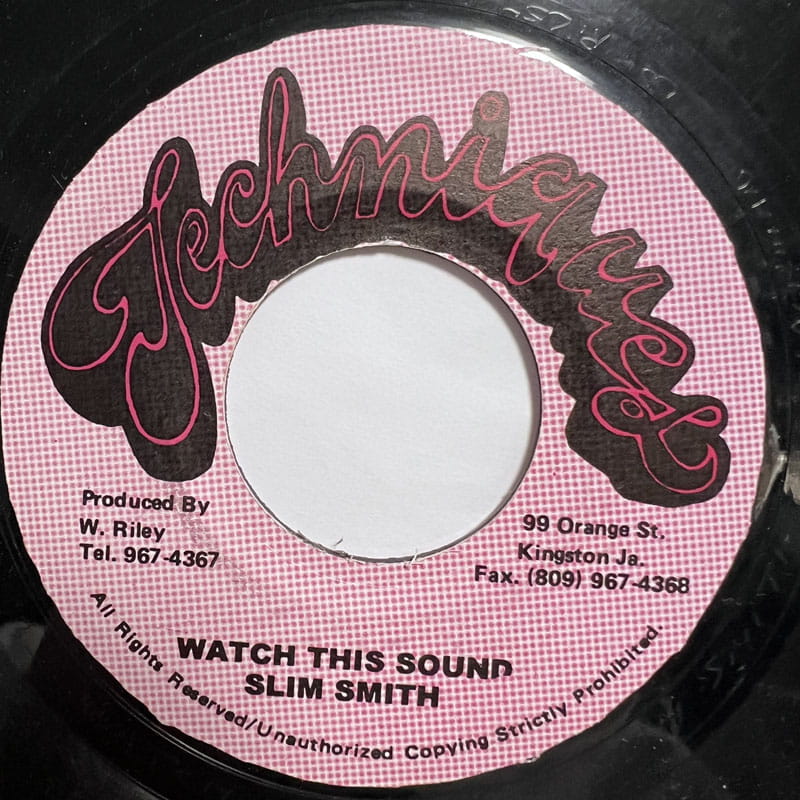 Techniques
Produced By
W. Riley
Tel. 967-4367
99 Orange St.
Kingston Ja.
Fax. (809) 967-4368
WATCH THIS SOUND
SLIM SMITH
All Rights Reserved/Unauthorized Copying Strictly Prohibited.